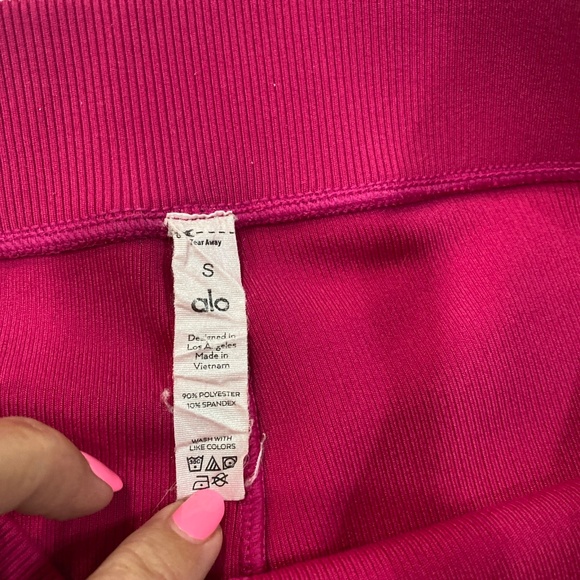 Tear Away
S
alo
Designed in
Los Angeles
Made in
Vietnam
90% POLYESTER
10% SPANDEX
WASH WITH
LIKE COLORS